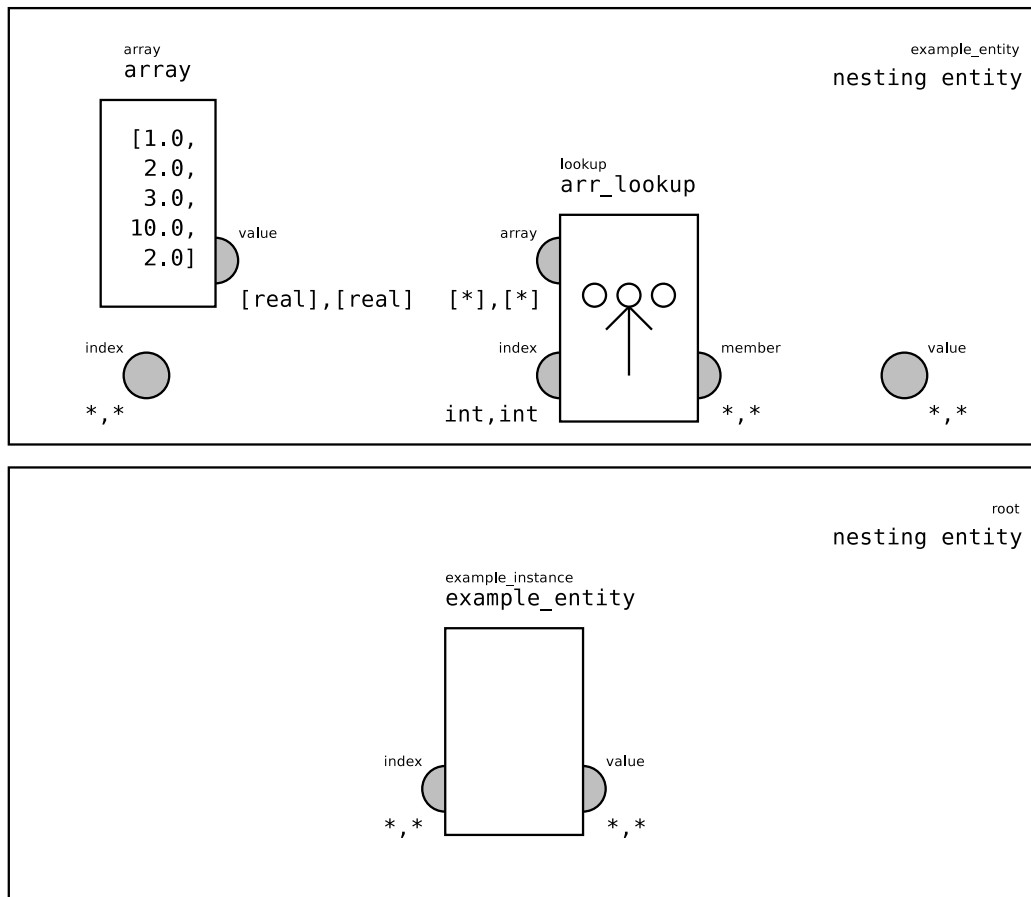 array
array
example_entity
nesting entity
[1.0,
2.0,
3.0,
10.0,
2.0]
value
[real],[real]
lookup
arr_lookup
array
[*],[*]
index
*,*
index
int,int
member
*,*
value
*,*
root
nesting entity
example_instance
example_entity
index
*,*
value
*,*